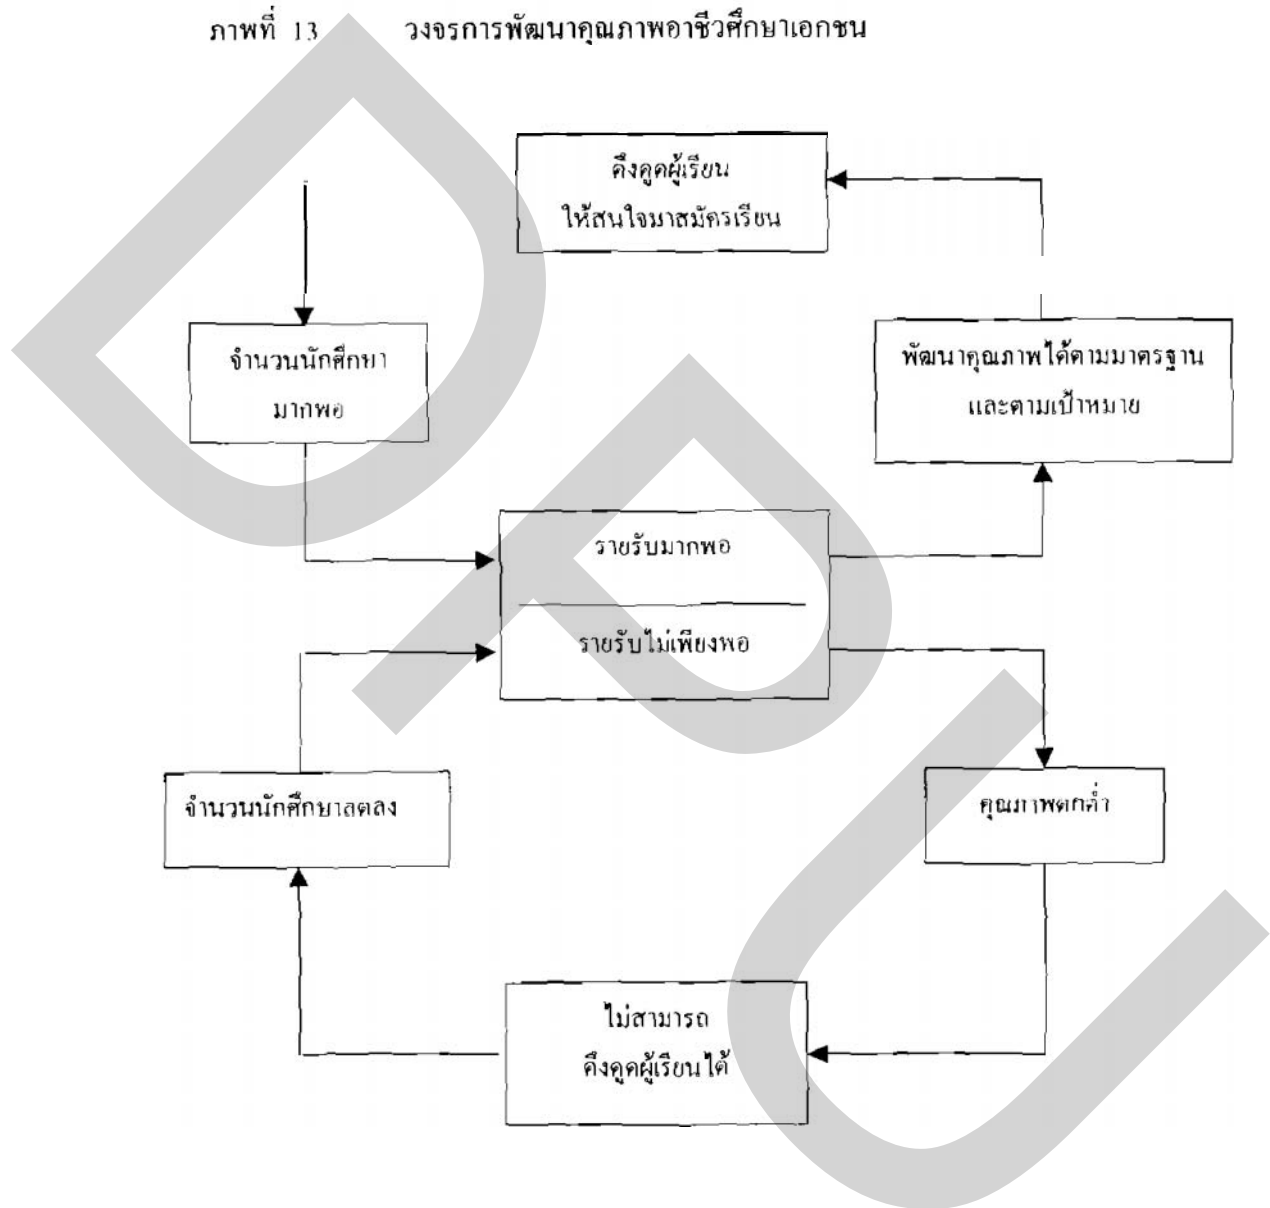 ภาพที่ 13 วงจรการพัฒนาคุณภาพอาชีวศึกษาเอกชน
ดึงดูดผู้เรียน
ให้สนใจมาสมัครเรียน
จำนวนนักศึกษา
มากพอ
พัฒนาคุณภาพได้ตามมาตรฐาน
และตามเป้าหมาย
รายรับมากพอ
รายรับไม่เพียงพอ
จำนวนนักศึกษาลดลง
คุณภาพตกต่ำ
ไม่สามารถ
ดึงดูดผู้เรียนได้
DPU